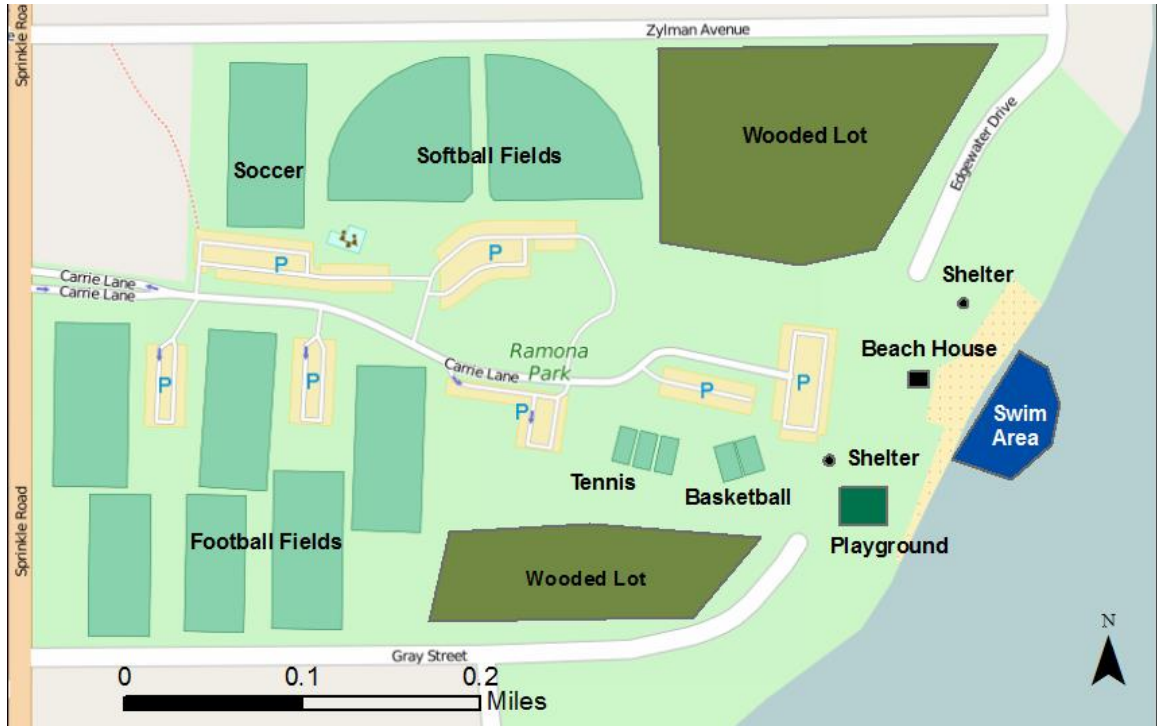 Zylman Avenue
Sprinkle Road
Edgewater Drive
Wooded Lot
Softball Fields
Soccer
P
P
Carrie Lane
Carrie Lane
Shelter
Beach House
Ramona
Park
Carrie Lane
P
P
P
P
P
Swim
Area
Shelter
Tennis
Basketball
Sprinkle Road
Football Fields
Playground
Wooded Lot
N
Gray Street
0
0.1
0.2
Miles